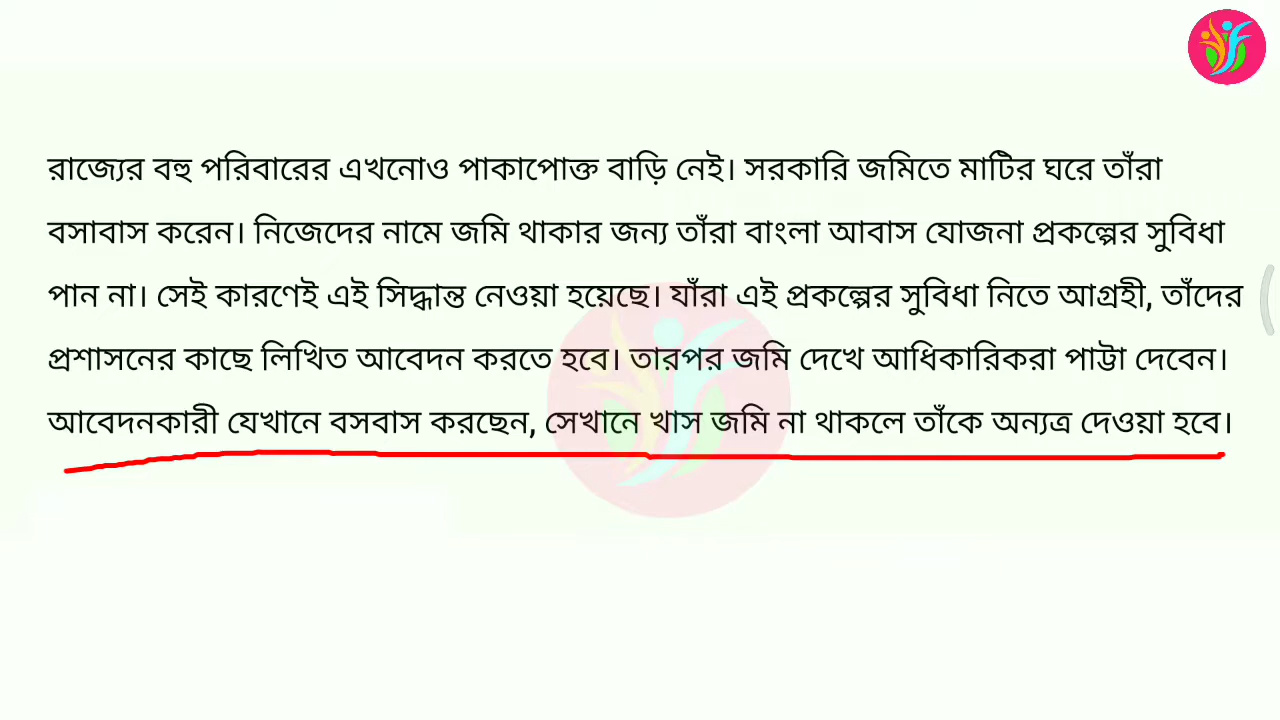 রাজ্যের বহু পরিবারের এখনোও পাকাপোক্ত বাড়ি নেই। সরকারি জমিতে মাটির ঘরে তাঁরা
বসাবাস করেন। নিজেদের নামে জমি থাকার জন্য তাঁরা বাংলা আবাস যোজনা প্রকল্পের সুবিধা
পান না। সেই কারণেই এই সিদ্ধান্ত নেওয়া হয়েছে। যাঁরা এই প্রকল্পের সুবিধা নিতে আগ্রহী, তাঁদের
প্রশাসনের কাছে লিখিত আবেদন করতে হবে। তারপর জমি দেখে আধিকারিকরা পাট্টা দেবেন।
আবেদনকারী যেখানে বসবাস করছেন, সেখানে খাস জমি না থাকলে তাঁকে অন্যত্র দেওয়া হবে।